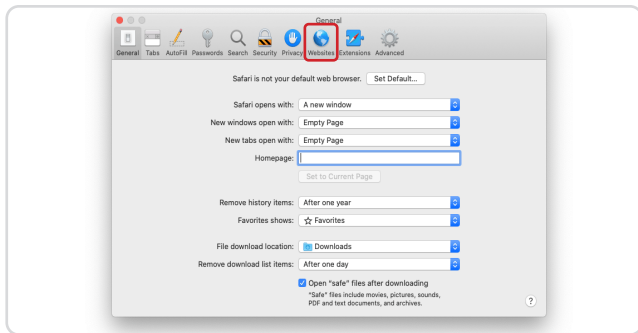 General
General Tabs AutoFill Passwords Search Security Privacy Websites Extensions Advanced
Safari is not your default web browser. Set Default...
Safari opens with: A new window
New windows open with: Empty Page
New tabs open with: Empty Page
Homepage:
Set to Current Page
Remove history items: After one year
Favorites shows: ☆ Favorites
File download location: Downloads
Remove download list items: After one day
Open "safe" files after downloading
"Safe" files include movies, pictures, sounds,
PDF and text documents, and archives.
?